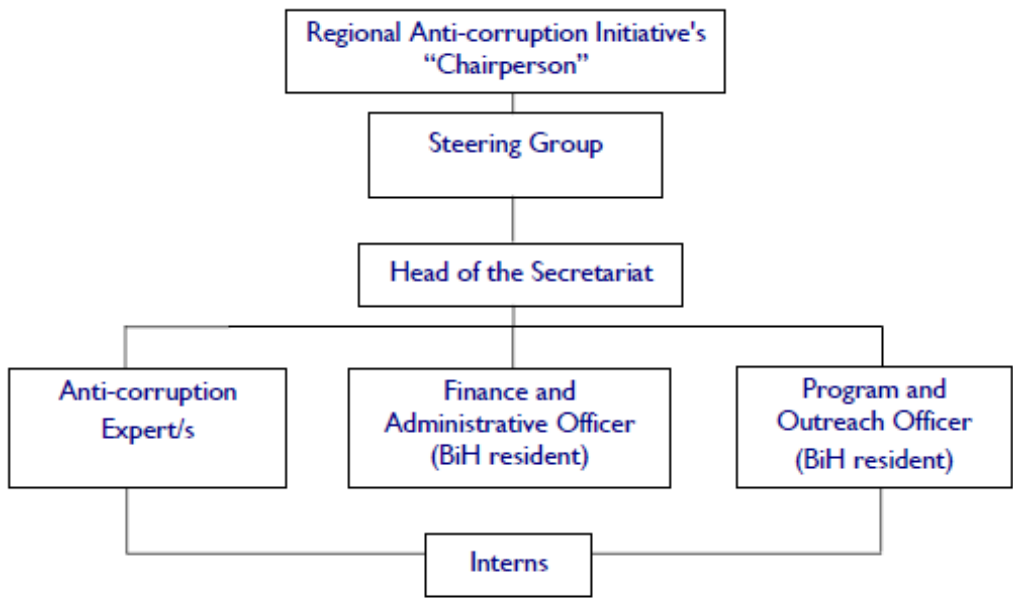 Regional Anti-corruption Initiative's
“Chairperson”
Steering Group
Head of the Secretariat
Anti-corruption
Expert/s
Finance and
Administrative Officer
(BiH resident)
Program and
Outreach Officer
(BiH resident)
Interns